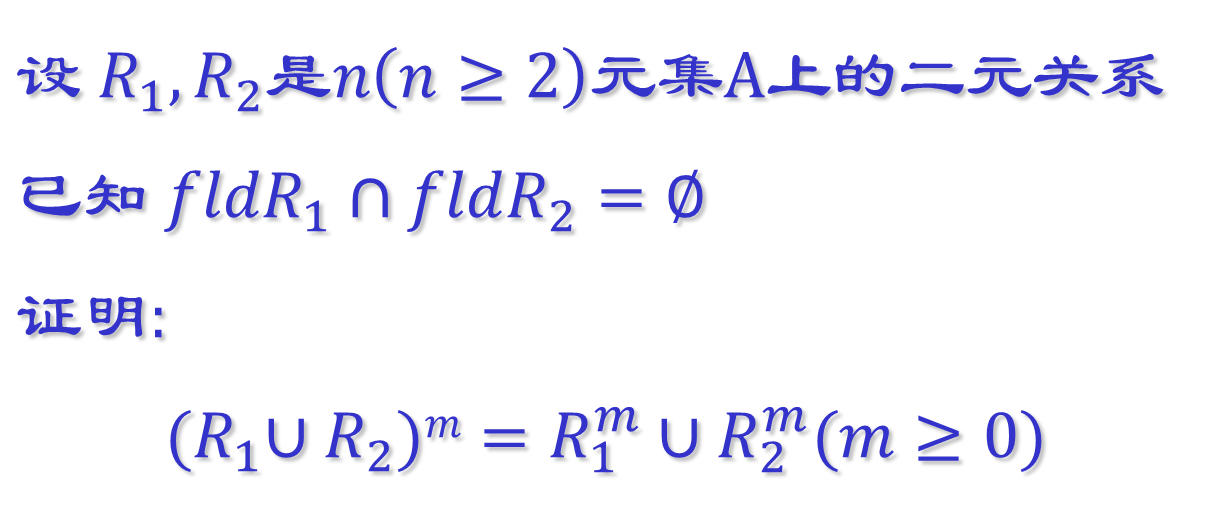 设 R₁, R₂是n(n ≥ 2)元集A上的二元关系
已知 fldR₁ ∩ fldR₂ = ∅
证明:
(R₁∪ R₂)ᵐ = R₁ᵐ ∪ R₂ᵐ(m ≥ 0)